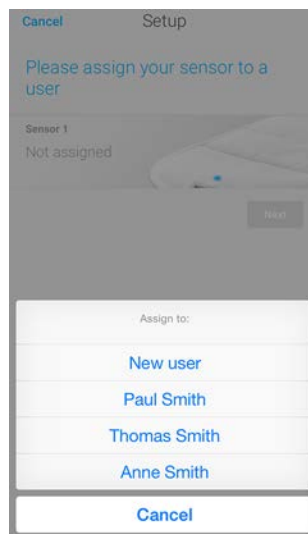 Cancel Setup
Please assign your sensor to a
user
Sensor 1
Not assigned
Next
Assign to:
New user
Paul Smith
Thomas Smith
Anne Smith
Cancel